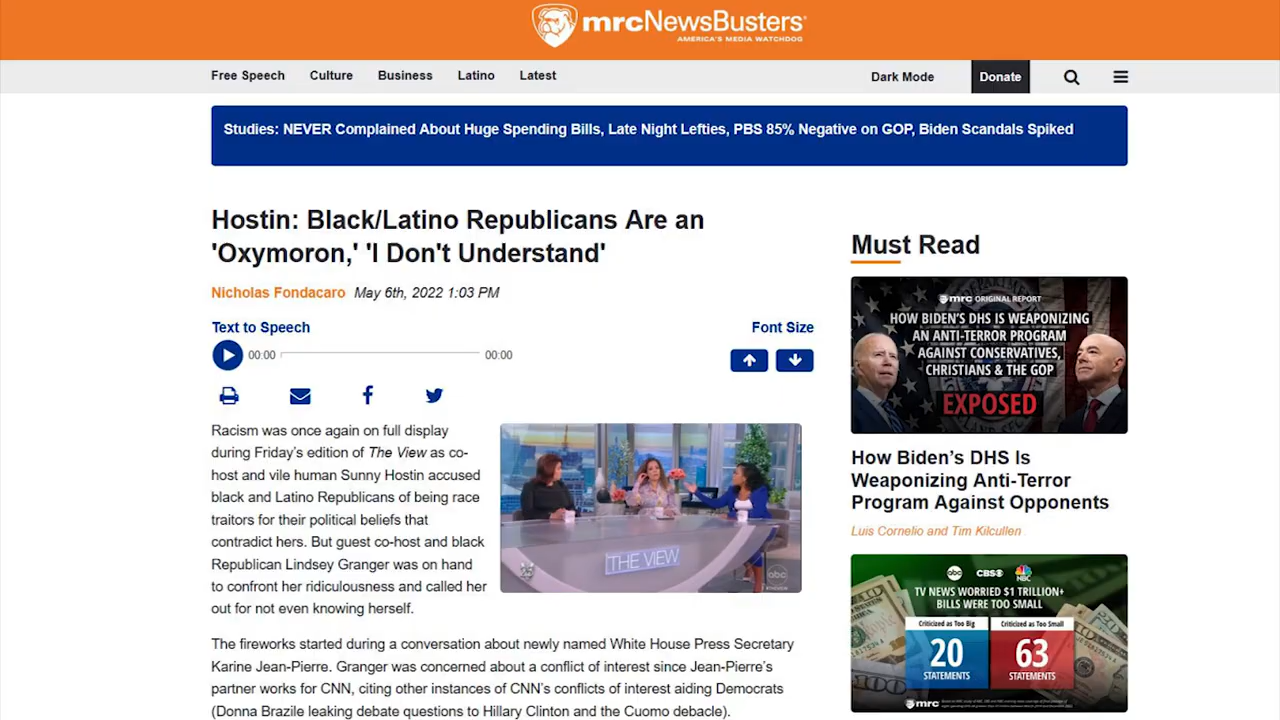 mrcNewsBusters
AMERICA'S MEDIA WATCHDOG
Free Speech Culture Business Latino Latest Dark Mode Donate
Studies: NEVER Complained About Huge Spending Bills, Late Night Lefties, PBS 85% Negative on GOP, Biden Scandals Spiked
Hostin: Black/Latino Republicans Are an
'Oxymoron,' 'I Don't Understand'
Nicholas Fondacaro May 6th, 2022 1:03 PM
Text to Speech
Font Size
00:00
00:00
Racism was once again on full display
during Friday's edition of The View as co-
host and vile human Sunny Hostin accused
black and Latino Republicans of being race
traitors for their political beliefs that
contradict hers. But guest co-host and black
Republican Lindsey Granger was on hand
to confront her ridiculousness and called her
out for not even knowing herself.
THE VIEW
abc
The fireworks started during a conversation about newly named White House Press Secretary
Karine Jean-Pierre. Granger was concerned about a conflict of interest since Jean-Pierre's
partner works for CNN, citing other instances of CNN's conflicts of interest aiding Democrats
(Donna Brazile leaking debate questions to Hillary Clinton and the Cuomo debacle).
Must Read
mrc ORIGINAL REPORT
HOW BIDEN'S DHS IS WEAPONIZING
AN ANTI-TERROR PROGRAM
AGAINST CONSERVATIVES,
CHRISTIANS & THE GOP
EXPOSED
How Biden's DHS Is
Weaponizing Anti-Terror
Program Against Opponents
Luis Cornelio and Tim Kilcullen
abc CBS NBC
TV NEWS WORRIED $1 TRILLION+
BILLS WERE TOO SMALL
Criticized as Too Big
20
STATEMENTS
Criticized as Too Small
63
STATEMENTS
mrc